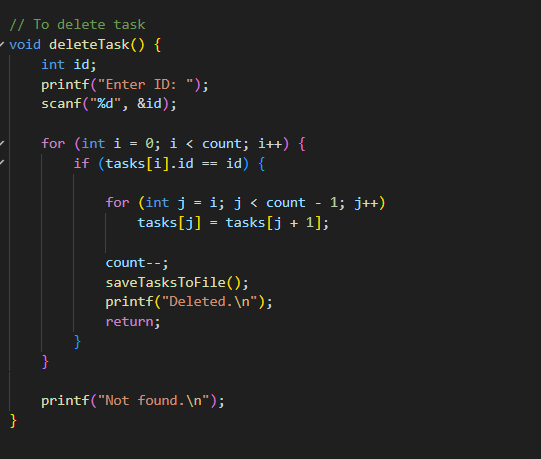 // To delete task
void deleteTask() {
    int id;
    printf("Enter ID: ");
    scanf("%d", &id);

    for (int i = 0; i < count; i++) {
        if (tasks[i].id == id) {

            for (int j = i; j < count - 1; j++)
                tasks[j] = tasks[j + 1];

            count--;
            saveTasksToFile();
            printf("Deleted.\n");
            return;
        }
    }

    printf("Not found.\n");
}